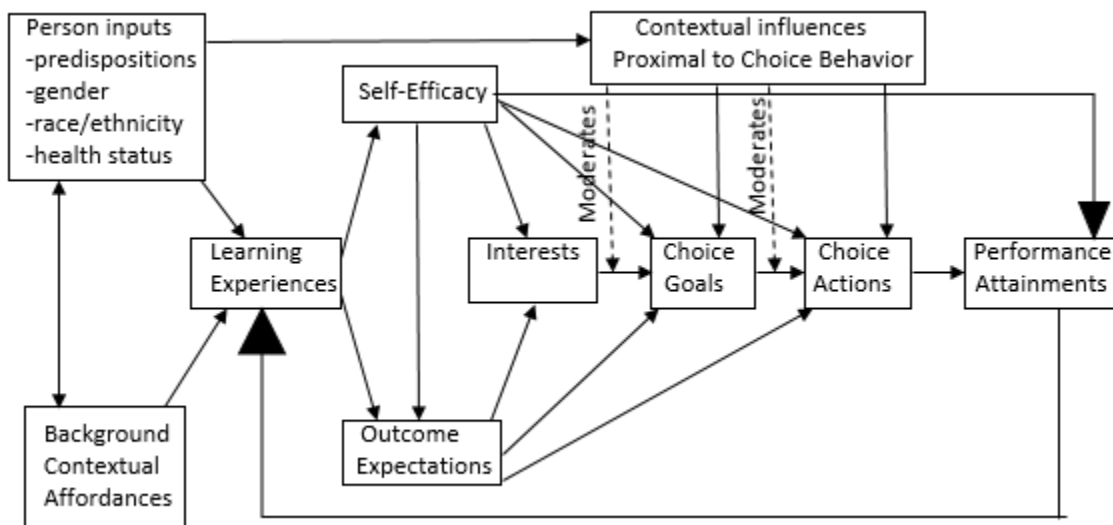 Person inputs
-predispositions
-gender
-race/ethnicity
-health status
Contextual influences
Proximal to Choice Behavior
Self-Efficacy
Moderates
Moderates
Learning
Experiences
Interests
Choice
Goals
Choice
Actions
Performance
Attainments
Background
Contextual
Affordances
Outcome
Expectations